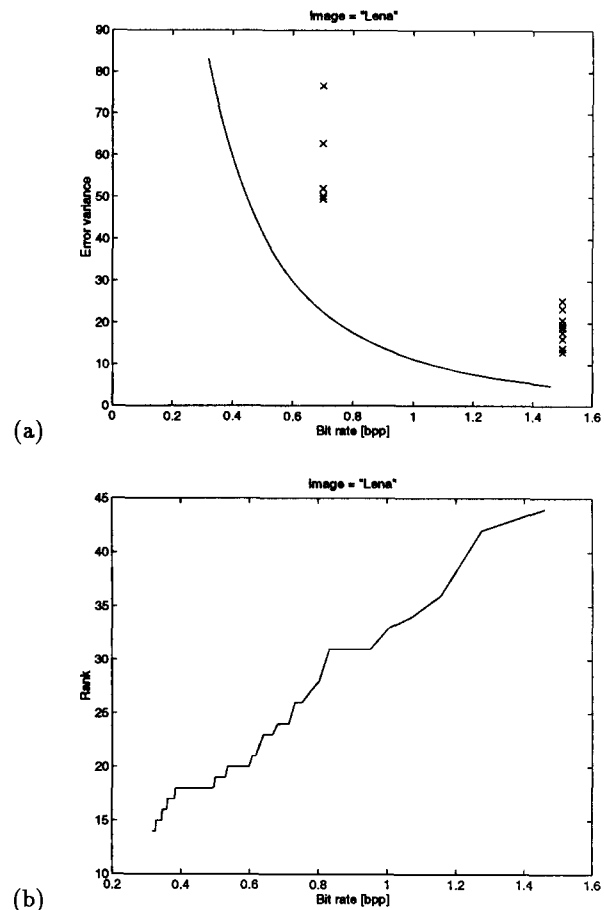 Image = "Lena"
90
80
70
60
50
40
30
20
10
0
Error variance
0 0.2 0.4 0.6 0.8 1 1.2 1.4 1.6
Bit rate [bpp]
(a)
Image = "Lena"
45
40
35
30
25
20
15
10
Rank
0.2 0.4 0.6 0.8 1 1.2 1.4 1.6
Bit rate [bpp]
(b)